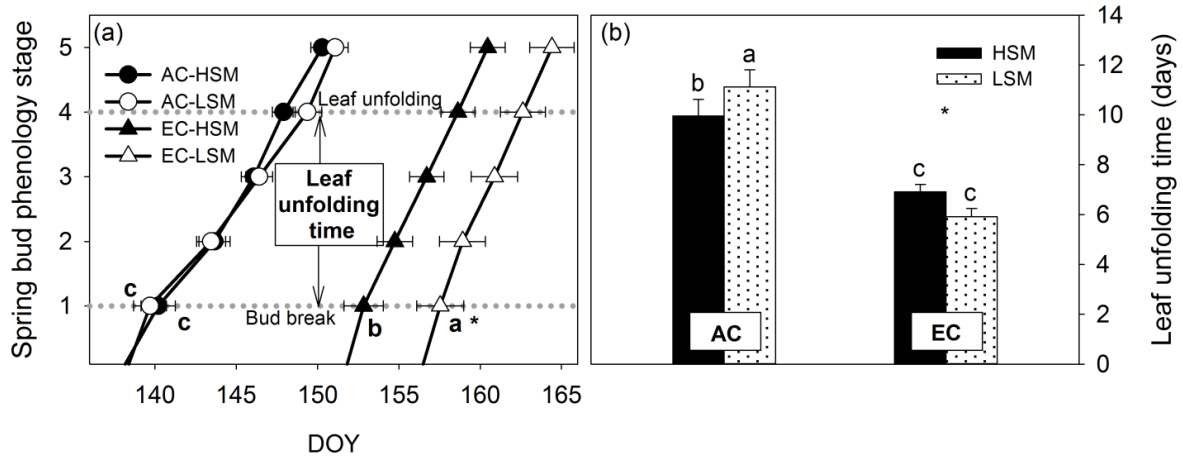 Spring bud phenology stage
5
4
3
2
1
(a)
AC-HSM
AC-LSM
EC-HSM
EC-LSM
Leaf unfolding
Leaf
unfolding
time
Bud break
c
c
b
a *
140
145
150
155
160
165
DOY
(b)
HSM
LSM
*
b
a
c
c
AC
EC
14
12
10
8
6
4
2
0
Leaf unfolding time (days)